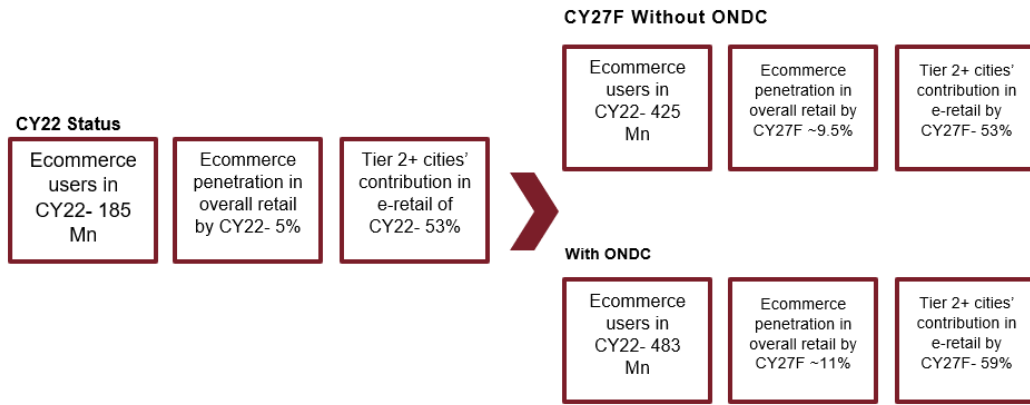 CY22 Status
Ecommerce
users in
CY22- 185
Mn
Ecommerce
penetration in
overall retail
by CY22- 5%
Tier 2+ cities’
contribution in
e-retail of
CY22- 53%
CY27F Without ONDC
Ecommerce
users in
CY22- 425
Mn
Ecommerce
penetration in
overall retail by
CY27F ~9.5%
Tier 2+ cities’
contribution in
e-retail by
CY27F- 53%
With ONDC
Ecommerce
users in
CY22- 483
Mn
Ecommerce
penetration in
overall retail by
CY27F ~11%
Tier 2+ cities’
contribution in
e-retail by
CY27F- 59%